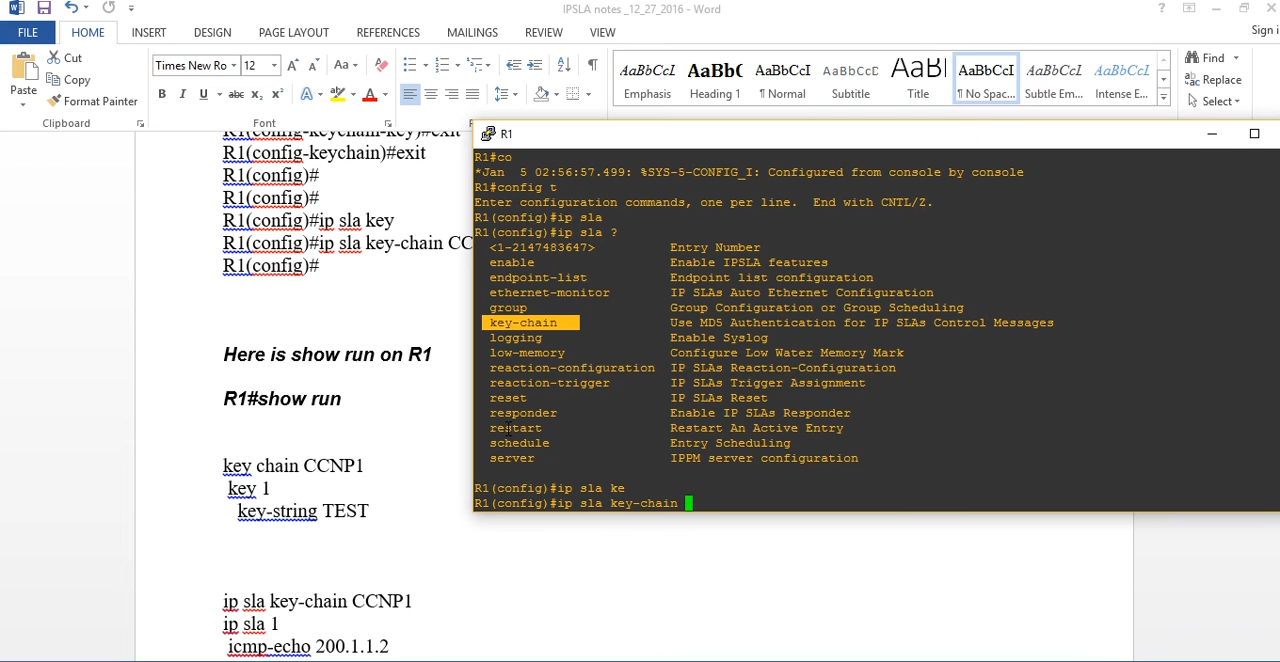 IPSLA notes _12_27_2016 - Word
FILE HOME INSERT DESIGN PAGE LAYOUT REFERENCES MAILINGS REVIEW VIEW Sign i
Paste
Cut
Copy
Format Painter
Clipboard
Times New Ro 12
Font
AaBbCcI AaBb( AaBbCcI AaBbCcD AaBl AaBbCcI AaBbCcI AaBbCcI
Emphasis Heading 1 ¶ Normal Subtitle Title ¶ No Spac... Subtle Em... Intense E...
Find
Replace
Select
R1(config-keychain-key)#exit
R1(config-keychain)#exit
R1(config)#
R1(config)#
R1(config)#ip sla key
R1(config)#ip sla key-chain CC
R1(config)#
Here is show run on R1
R1#show run
key chain CCNP1
key 1
key-string TEST
ip sla key-chain CCNP1
ip sla 1
icmp-echo 200.1.1.2
R1
R1#co
*Jan  5 02:56:57.499: %SYS-5-CONFIG_I: Configured from console by console
R1#config t
Enter configuration commands, one per line.  End with CNTL/Z.
R1(config)#ip sla
R1(config)#ip sla ?
<1-2147483647> Entry Number
enable Enable IPSLA features
endpoint-list Endpoint list configuration
ethernet-monitor IP SLAs Auto Ethernet Configuration
group Group Configuration or Group Scheduling
key-chain Use MD5 Authentication for IP SLAs Control Messages
logging Enable Syslog
low-memory Configure Low Water Memory Mark
reaction-configuration IP SLAs Reaction-Configuration
reaction-trigger IP SLAs Trigger Assignment
reset IP SLAs Reset
responder Enable IP SLAs Responder
restart Restart An Active Entry
schedule Entry Scheduling
server IPPM server configuration
R1(config)#ip sla ke
R1(config)#ip sla key-chain